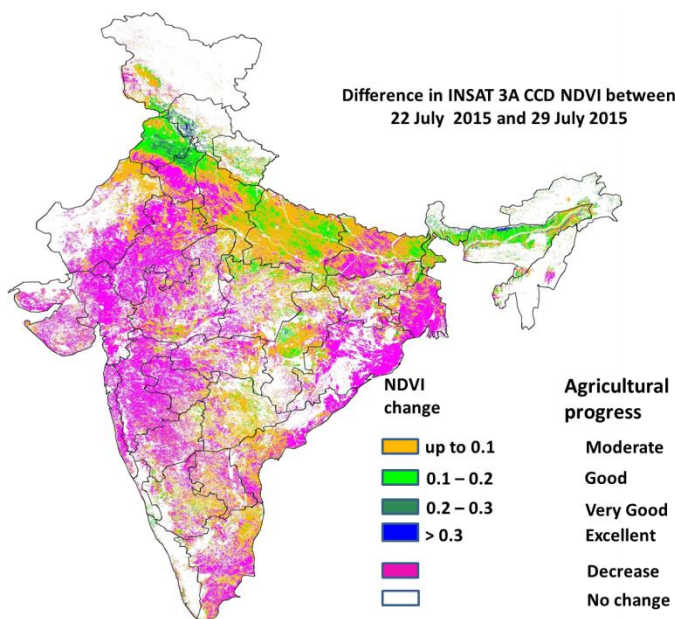 Difference in INSAT 3A CCD NDVI between
22 July 2015 and 29 July 2015
NDVI change
Agricultural progress
up to 0.1 Moderate
0.1 – 0.2 Good
0.2 – 0.3 Very Good
> 0.3 Excellent
Decrease
No change